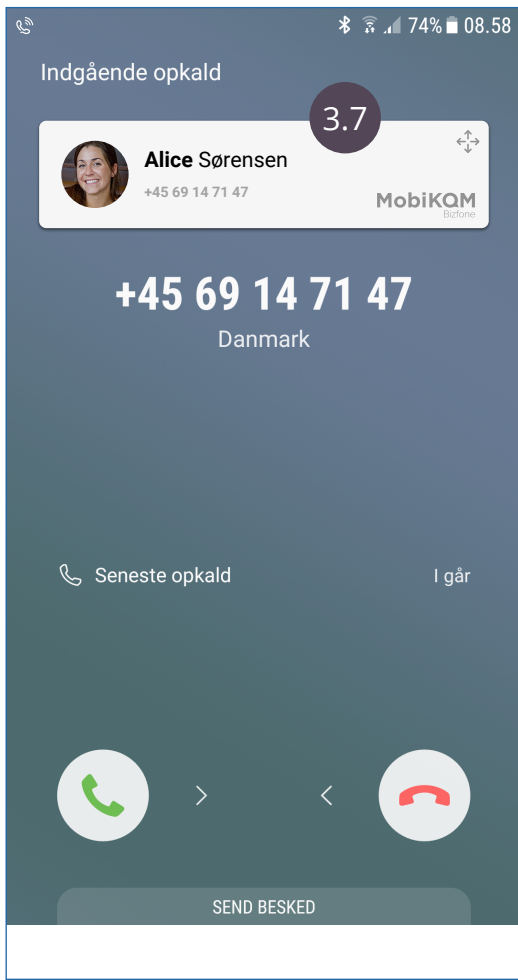 74% 08.58
Indgående opkald
3.7
Alice Sørensen
+45 69 14 71 47
MobiKOM
Bizfone
+45 69 14 71 47
Danmark
Seneste opkald I går
SEND BESKED